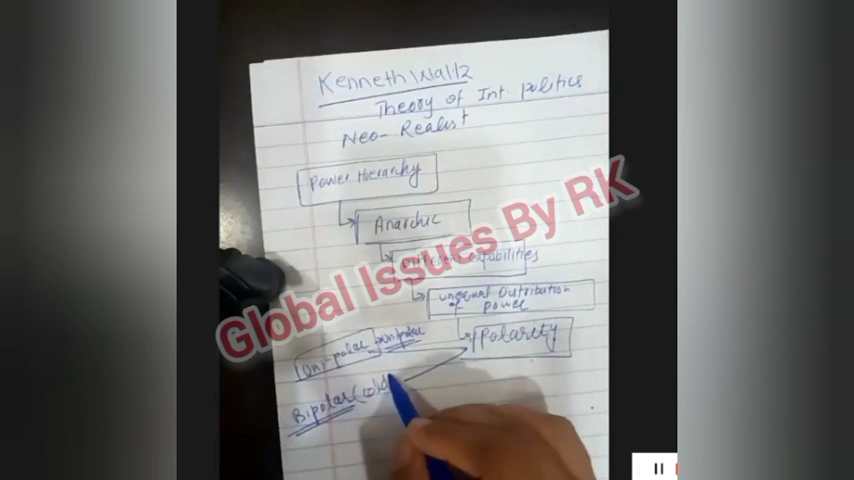 Kenneth Waltz
Theory of Int. politics
Neo-Realist
Power Hierarchy
Anarchic
Different Capabilities
unequal Distribution
of power
Polarity
Uni-polar
Bipolar (
Global Issues By RK